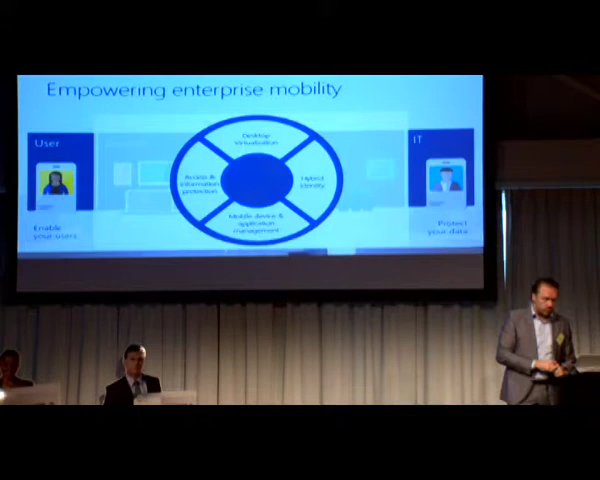 Empowering enterprise mobility
User
IT
Desktop
Virtualization
Access &
information
protection
Hybrid
identity
Mobile device &
application
management
Enable
your users
Protect
your data